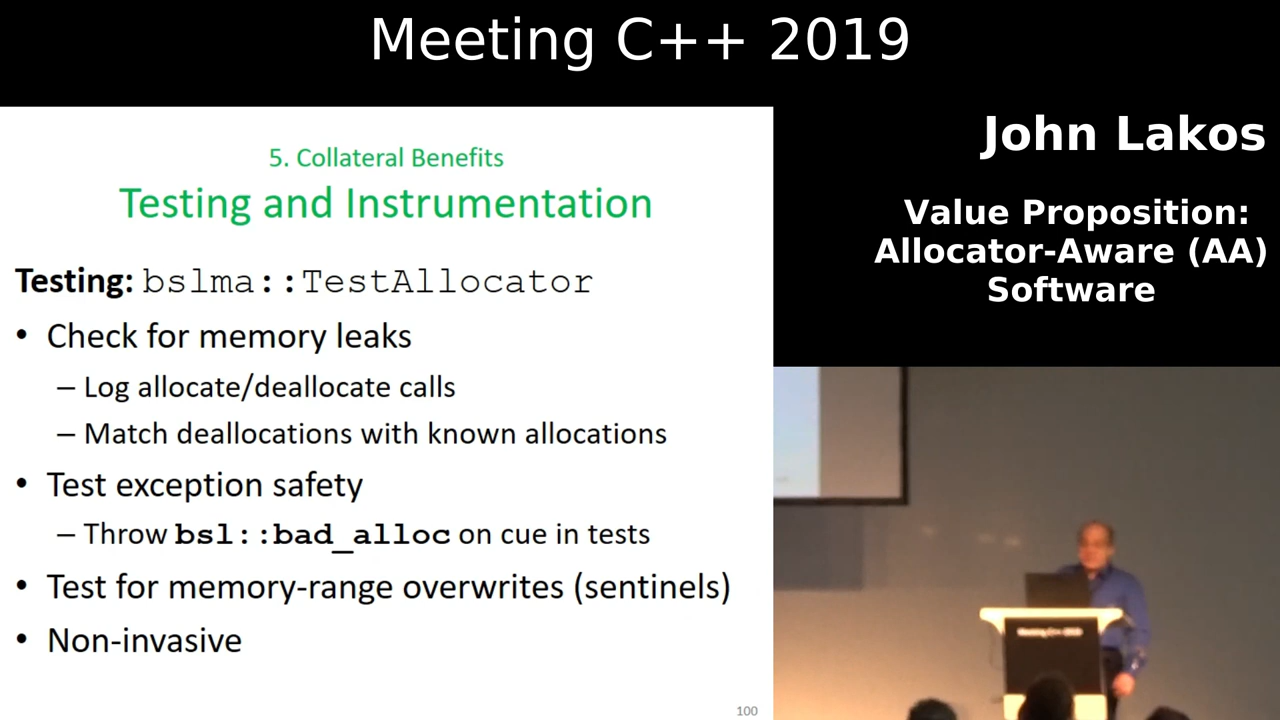 Meeting C++ 2019
John Lakos
Value Proposition:
Allocator-Aware (AA)
Software
5. Collateral Benefits
Testing and Instrumentation
Testing: bslma::TestAllocator
• Check for memory leaks
– Log allocate/deallocate calls
– Match deallocations with known allocations
• Test exception safety
– Throw bsl::bad_alloc on cue in tests
• Test for memory-range overwrites (sentinels)
• Non-invasive
100
Meeting C++ 2019